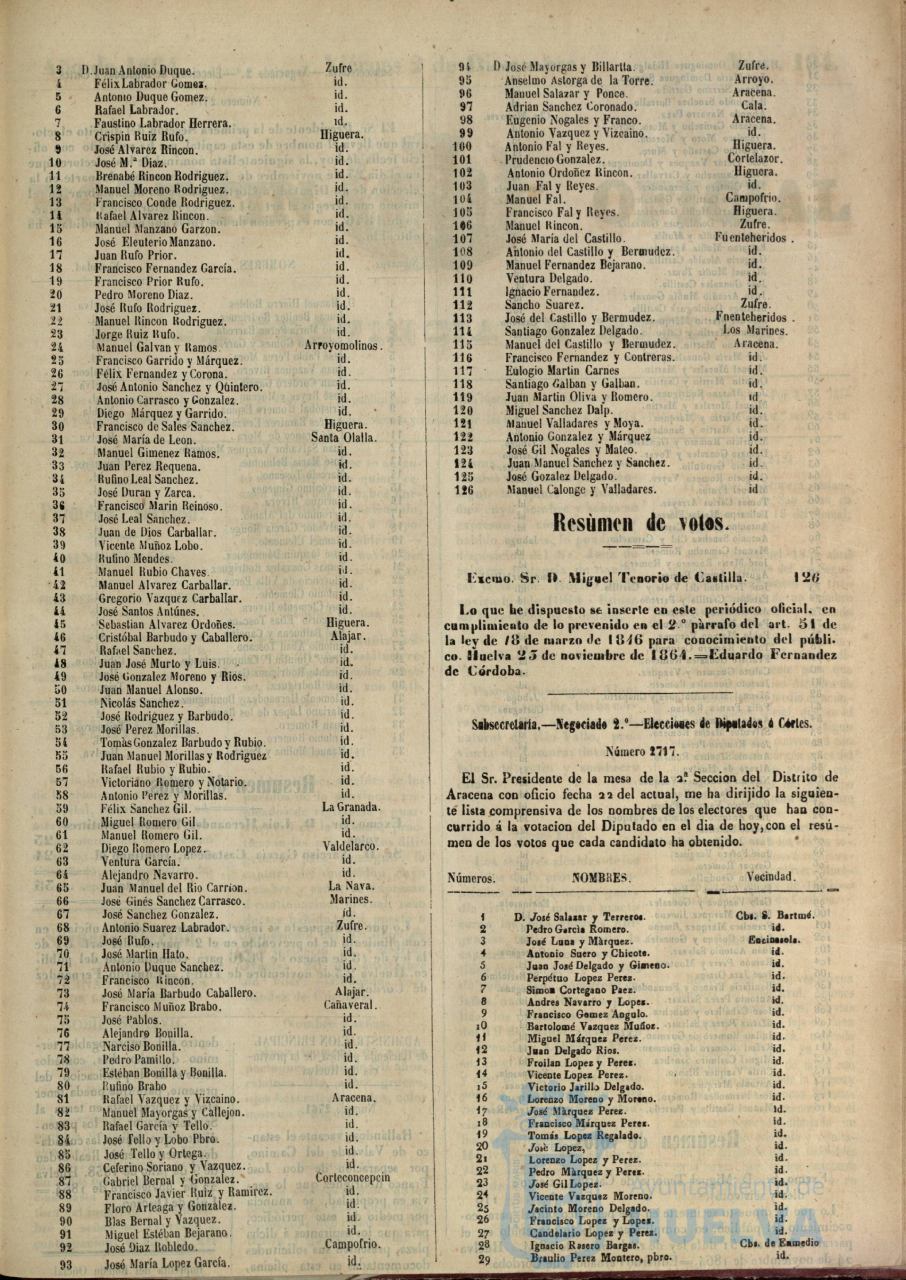 3 D. Juan Antonio Duque. Zufre
4 Félix Labrador Gomez. id.
5 Antonio Duque Gomez. id.
6 Rafael Labrador. id.
7 Faustino Labrador Herrera. id.
8 Crispin Ruiz Rufo. Higuera.
9 José Alvarez Rincon. id.
10 José M.ª Diaz. id.
11 Brenabé Rincon Rodriguez. id.
12 Manuel Moreno Rodriguez. id.
13 Francisco Conde Rodriguez. id.
14 Rafael Alvarez Rincon. id.
15 Manuel Manzano Garzon. id.
16 José Eleuterio Manzano. id.
17 Juan Rufo Prior. id.
18 Francisco Fernandez García. id.
19 Francisco Prior Rufo. id.
20 Pedro Moreno Diaz. id.
21 José Rufo Rodriguez. id.
22 Manuel Rincon Rodriguez. id.
23 Jorge Ruiz Rufo. id.
24 Manuel Galvan y Ramos. Arroyomolinos.
25 Francisco Garrido y Márquez. id.
26 Félix Fernandez y Corona. id.
27 José Antonio Sanchez y Quintero. id.
28 Antonio Carrasco y Gonzalez. id.
29 Diego Márquez y Garrido. id.
30 Francisco de Sales Sanchez. Higuera.
31 José María de Leon. Santa Olalla.
32 Manuel Gimenez Ramos. id.
33 Juan Perez Requena. id.
34 Rufino Leal Sanchez. id.
35 José Duran y Zarca. id.
36 Francisco Marin Reinoso. id.
37 José Leal Sanchez. id.
38 Juan de Dios Carballar. id.
39 Vicente Muñoz Lobo. id.
40 Rufino Mendes. id.
41 Manuel Rubio Chaves. id.
42 Manuel Alvarez Carballar. id.
43 Gregorio Vazquez Carballar. id.
44 José Santos Antúnes. id.
45 Sebastian Alvarez Ordoñes. Higuera.
46 Cristóbal Barbudo y Caballero. Alajar.
47 Rafael Sanchez. id.
48 Juan José Murto y Luis. id.
49 José Gonzalez Moreno y Rios. id.
50 Juan Manuel Alonso. id.
51 Nicolás Sanchez. id.
52 José Rodriguez y Barbudo. id.
53 José Perez Morillas. id.
54 Tomàs Gonzalez Barbudo y Rubio. id.
55 Juan Manuel Morillas y Rodriguez id.
56 Rafael Rubio y Rubio. id.
57 Victoriano Romero y Notario. id.
58 Antonio Perez y Morillas. id.
59 Félix Sanchez Gil. La Granada.
60 Miguel Romero Gil id.
61 Manuel Romero Gil. id.
62 Diego Romero Lopez. Valdelarco.
63 Ventura García. id.
64 Alejandro Navarro. id.
65 Juan Manuel del Rio Carrion. La Nava.
66 José Ginés Sanchez Carrasco. Marines.
67 José Sanchez Gonzalez. id.
68 Antonio Suarez Labrador. Zufre.
69 José Rufo. id.
70 José Martin Hato. id.
71 Antonio Duque Sanchez. id.
72 Francisco Rincon. id.
73 José María Barbudo Caballero. Alajar.
74 Francisco Muñoz Brabo. Cañaveral.
75 José Pablos. id.
76 Alejandro Bonilla. id.
77 Narciso Bonilla. id.
78 Pedro Pamillo. id.
79 Estéban Bonilla y Bonilla. id.
80 Rufino Brabo id.
81 Rafael Vazquez y Vizcaino. Aracena.
82 Manuel Mayorgas y Callejon. id.
83 Rafael García y Tello. id.
84 José Tello y Lobo Pbro. id.
85 José Tello y Ortega. id.
86 Ceferino Soriano y Vazquez. id.
87 Gabriel Bernal y Gonzalez. Corteconcepcin
88 Francisco Javier Ruiz y Ramirez. id.
89 Floro Arteaga y Gonzalez. id.
90 Blas Bernal y Vazquez. id.
91 Miguel Estéban Bejarano. id.
92 José Diaz Robledo. Campofrio.
93 José María Lopez García. id.
94 D José Mayorgas y Billartta. Zufre.
95 Anselmo Astorga de la Torre. Arroyo.
96 Manuel Salazar y Ponce. Aracena.
97 Adrian Sanchez Coronado. Cala.
98 Eugenio Nogales y Franco. Aracena.
99 Antonio Vazquez y Vizcaino. id.
100 Antonio Fal y Reyes. Higuera.
101 Prudencio Gonzalez. Cortelazor.
102 Antonio Ordoñez Rincon. Higuera.
103 Juan Fal y Reyes. id.
104 Manuel Fal. Campofrio.
105 Francisco Fal y Reyes. Higuera.
106 Manuel Rincon. Zufre.
107 José María del Castillo. Fuenteheridos .
108 Antonio del Castillo y Bermudez. id.
109 Manuel Fernandez Bejarano. id.
110 Ventura Delgado. id.
111 Ignacio Fernandez. id.
112 Sancho Suarez. Zufre.
113 José del Castillo y Bermudez. Fnenteheridos .
114 Santiago Gonzalez Delgado. Los Marines.
115 Manuel del Castillo y Bermudez. Aracena.
116 Francisco Fernandez y Contreras. id.
117 Eulogio Martin Carnes id.
118 Santiago Galban y Galban. id.
119 Juan Martin Oliva y Romero. id
120 Miguel Sanchez Dalp. id.
121 Manuel Valladares y Moya. id.
122 Antonio Gonzalez y Márquez id.
123 José Gil Nogales y Mateo. id.
124 Juan Manuel Sanchez y Sanchez. id.
125 José Gozalez Delgado. id.
126 Manuel Calonge y Valladares. id
Resùmen de votos.
Excmo. Sr. D. Miguel Tenorio de Castilla. 126
Lo que he dispuesto se inserte en este periódico oficial, en
cumplimiento de lo prevenido en el 2.º pàrrafo del art. 51 de
la ley de 18 de marzo de 1846 para conocimiento del públi-
co. Huelva 25 de noviembre de 1864.=Eduardo Fernandez
de Córdoba.
Subsecretaría.—Negociado 2.º—Elecciones de Diputados á Córtes.
Número 2717.
El Sr. Presidente de la mesa de la 2.ª Seccion del Distrito de
Aracena con oficio fecha 22 del actual, me ha dirijido la siguien-
te lista comprensiva de los nombres de los electores que han con-
currido á la votacion del Diputado en el dia de hoy, con el resú-
men de los votos que cada candidato ha obtenido.
Números. NOMBRES. Vecindad.
1 D. José Salazar y Terreros. Cbs. S. Bartmé.
2 Pedro Garcia Romero. id.
3 José Luna y Màrquez. Encinasola.
4 Antonio Suero y Chicote. id.
5 Juan José Delgado y Gimeno. id.
6 Perpétuo Lopez Perez. id.
7 Simon Cortegano Paez. id.
8 Andres Navarro y Lopez. id.
9 Francisco Gomez Angulo. id.
10 Bartolomé Vazquez Muñoz. id.
11 Miguel Márquez Perez. id.
12 Juan Delgado Rios. id.
13 Froilan Lopez y Perez. id.
14 Vicente Lopez Perez. id.
15 Victorio Jarillo Delgado. id.
16 Lorenzo Moreno y Moreno. id.
17 José Màrquez Perez. id.
18 Francisco Márquez Perez. id.
19 Tomás Lopez Regalado. id.
20 José Lopez, id.
21 Lorenzo Lopez y Perez. id.
22 Pedro Màrquez y Perez. id.
23 José Gil Lopez. id.
24 Vicente Vazquez Moreno. id.
25 Jacinto Moreno Delgado. id.
26 Francisco Lopez y Lopez. id.
27 Candelario Lopez y Perez. id.
28 Ignacio Rasero Bargas. Cbs. de Enmedio
29 Braulio Perez Montero, pbro. id.
Ayuntamiento de
HUELVA